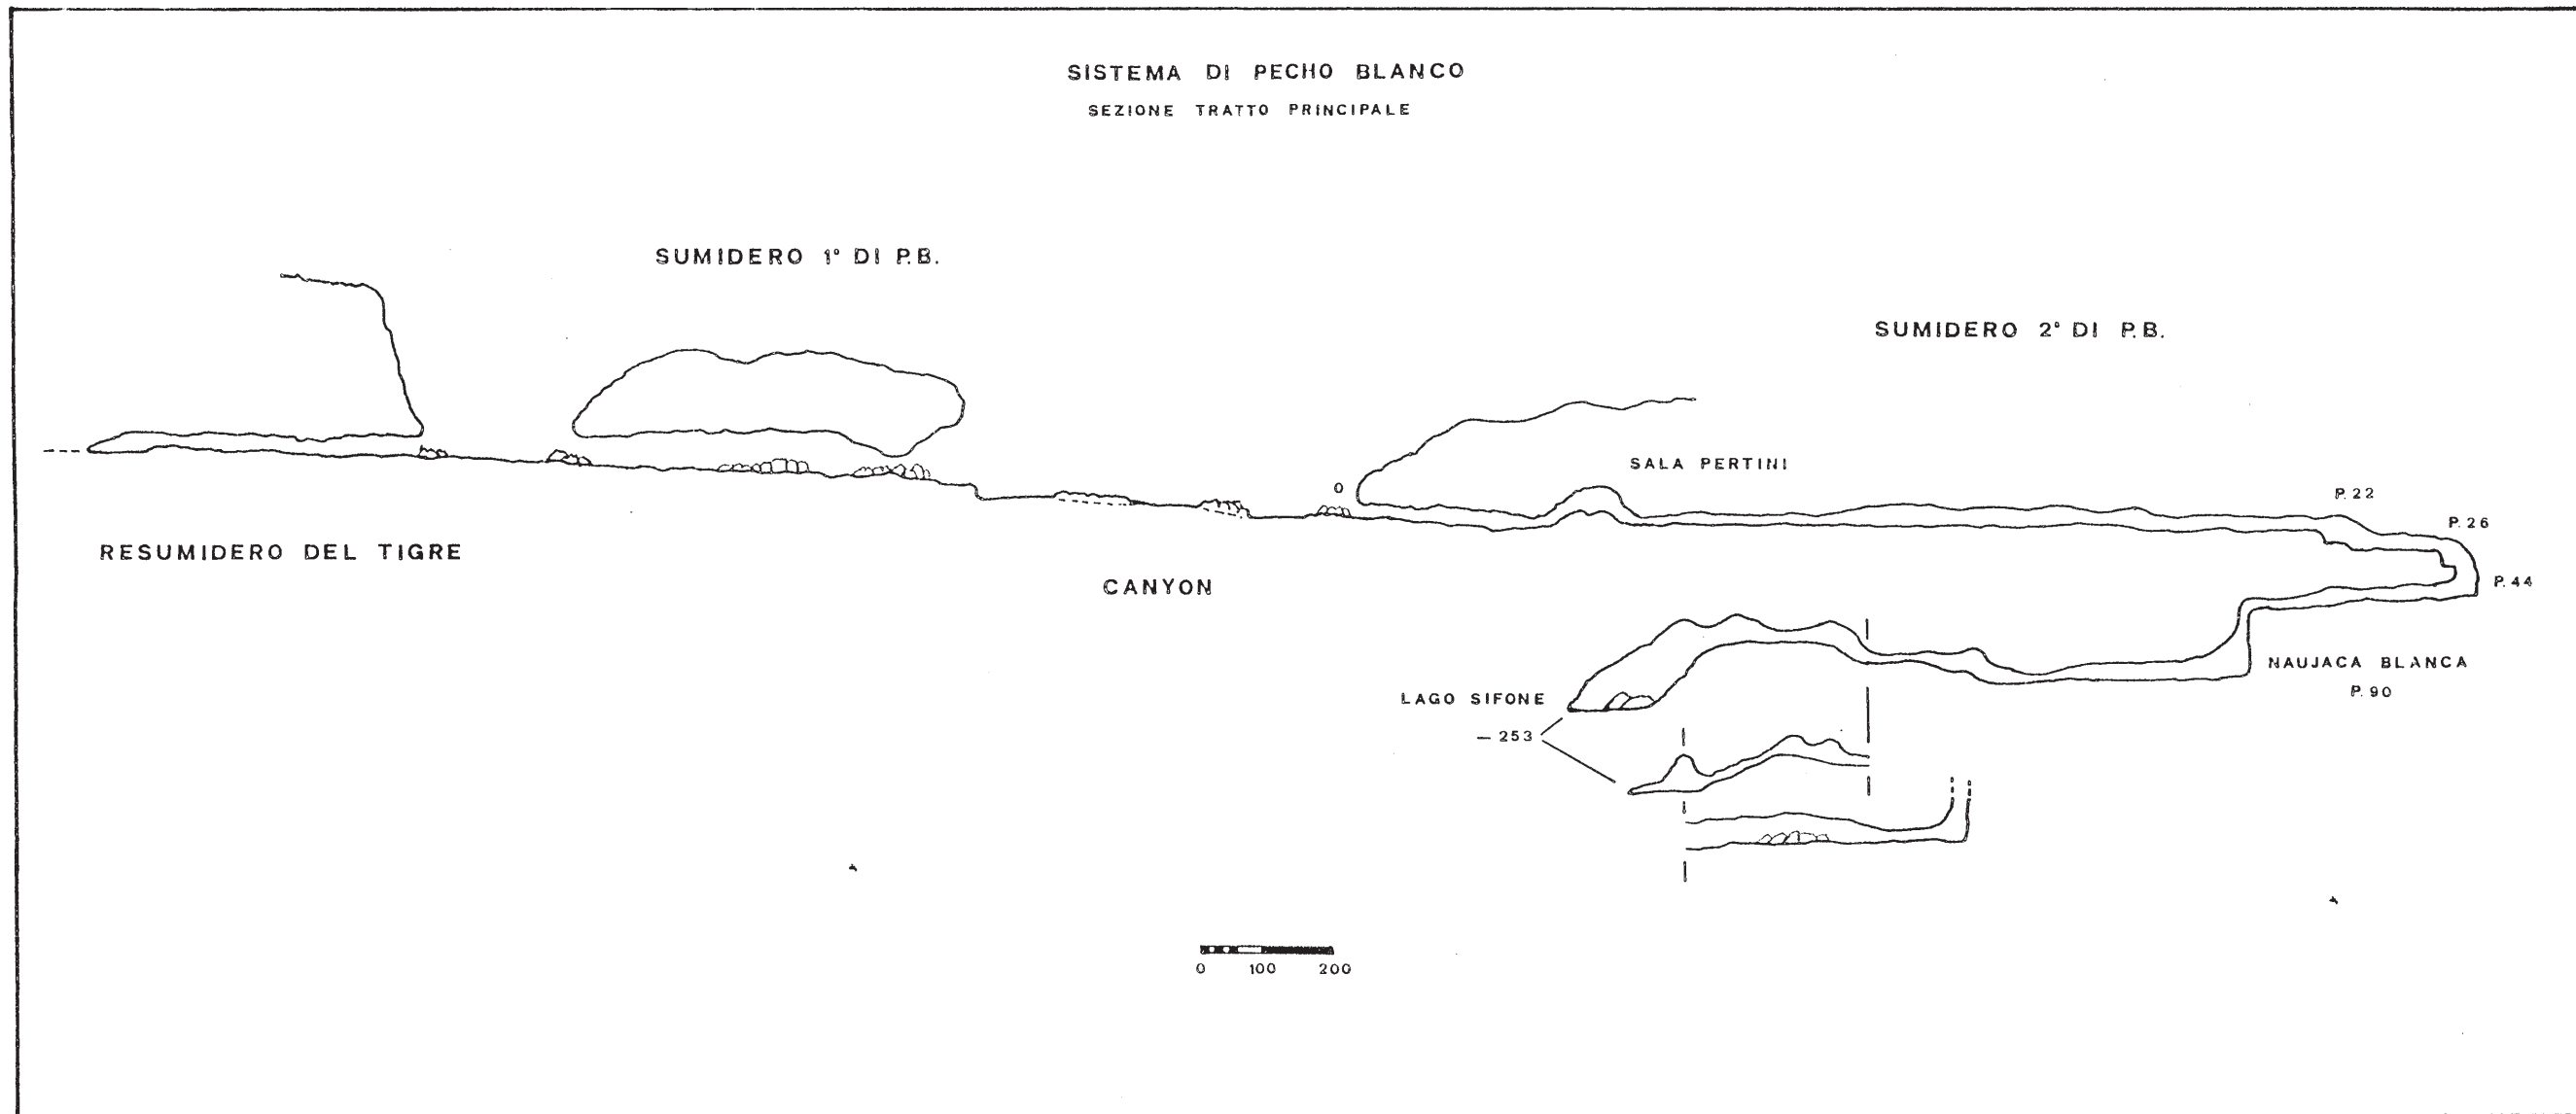 SISTEMA DI PECHO BLANCO
SEZIONE TRATTO PRINCIPALE
SUMIDERO 1° DI P.B.
SUMIDERO 2° DI P.B.
SALA PERTINI
O
P. 22
P. 26
RESUMIDERO DEL TIGRE
CANYON
P. 44
NAUJACA BLANCA
P. 90
LAGO SIFONE
— 253
0 100 200